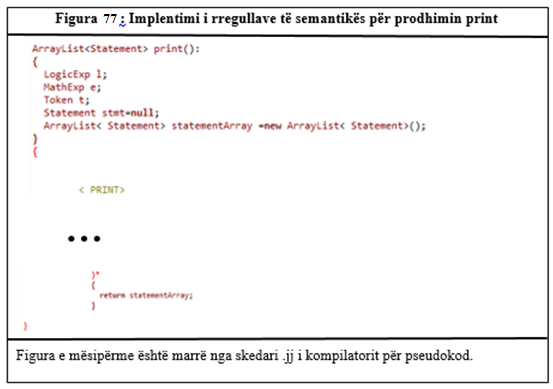 Figura 77 : Implentimi i rregullave të semantikës për prodhimin print
ArrayList<Statement> print():
{
LogicExp l;
MathExp e;
Token t;
Statement stmt=null;
ArrayList< Statement> statementArray =new ArrayList< Statement>();
}
{
< PRINT>
...
)*
{
return statementArray;
}
}
Figura e mësipërme është marrë nga skedari .jj i kompilatorit për pseudokod.